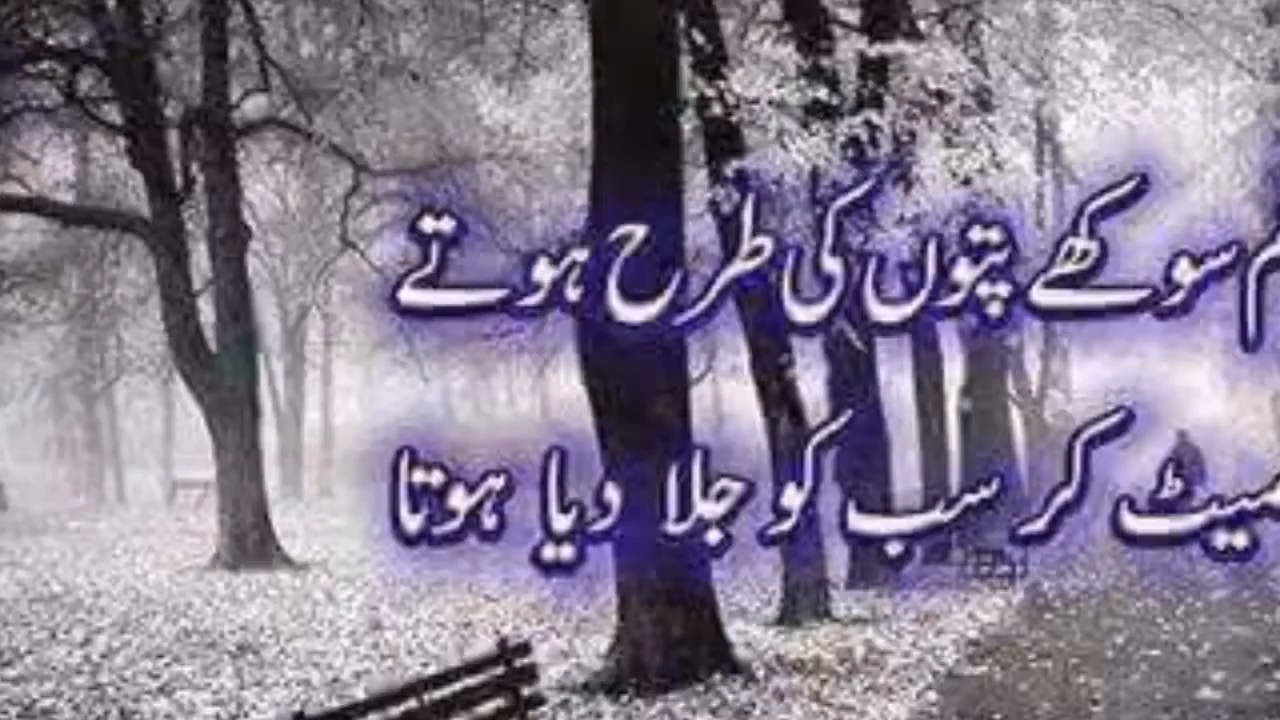 سوکھے پتوں کی طرح ہوتے
کر سب کو جلا دیا ہوتا